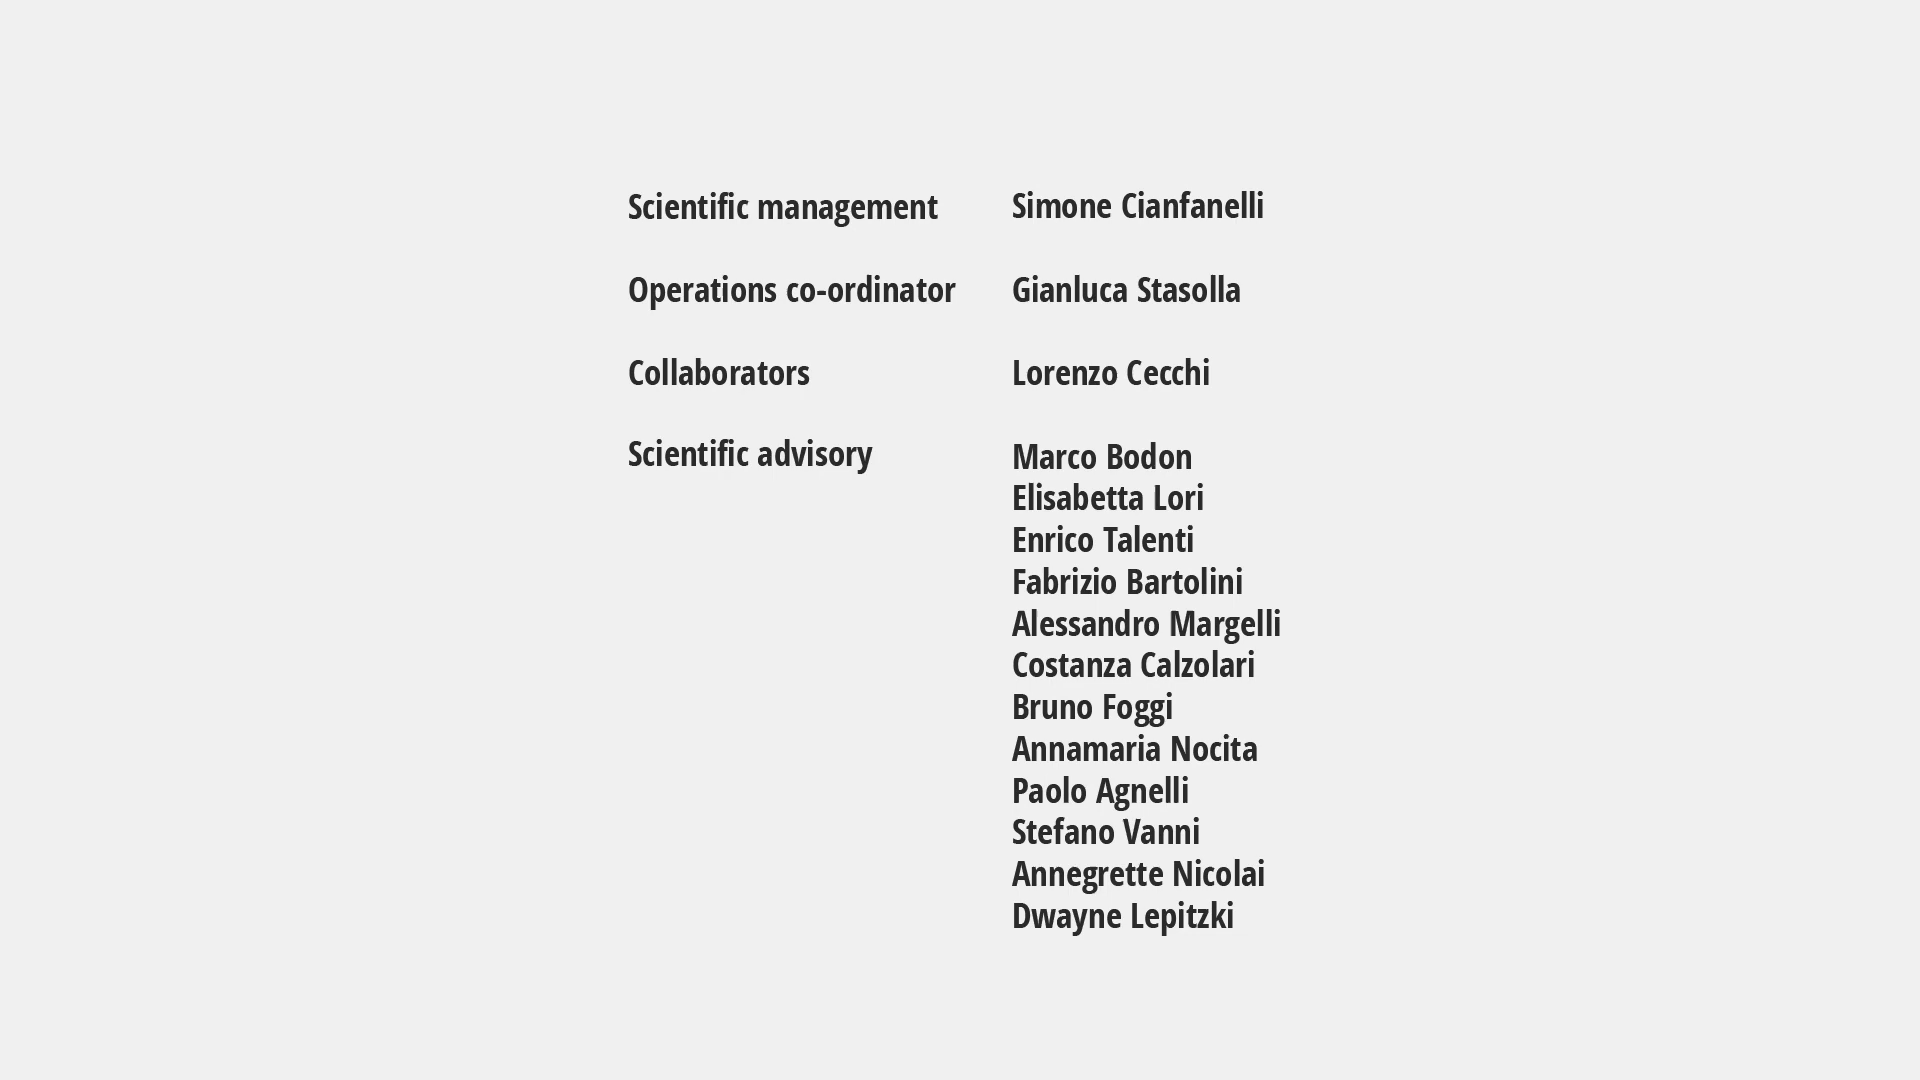 Scientific management Simone Cianfanelli
Operations co-ordinator Gianluca Stasolla
Collaborators Lorenzo Cecchi
Scientific advisory Marco Bodon
Elisabetta Lori
Enrico Talenti
Fabrizio Bartolini
Alessandro Margelli
Costanza Calzolari
Bruno Foggi
Annamaria Nocita
Paolo Agnelli
Stefano Vanni
Annegrette Nicolai
Dwayne Lepitzki